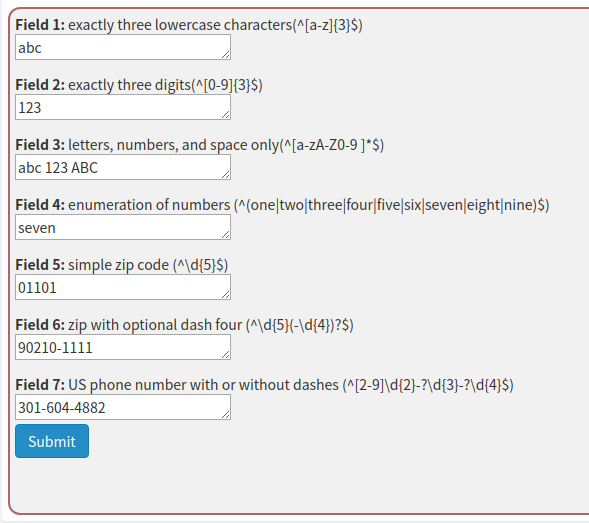 Field 1: exactly three lowercase characters(^[a-z]{3}$)
abc
Field 2: exactly three digits(^[0-9]{3}$)
123
Field 3: letters, numbers, and space only(^[a-zA-Z0-9 ]*$)
abc 123 ABC
Field 4: enumeration of numbers (^(one|two|three|four|five|six|seven|eight|nine)$)
seven
Field 5: simple zip code (^\d{5}$)
01101
Field 6: zip with optional dash four (^\d{5}(-\d{4})?$)
90210-1111
Field 7: US phone number with or without dashes (^[2-9]\d{2}-?\d{3}-?\d{4}$)
301-604-4882
Submit